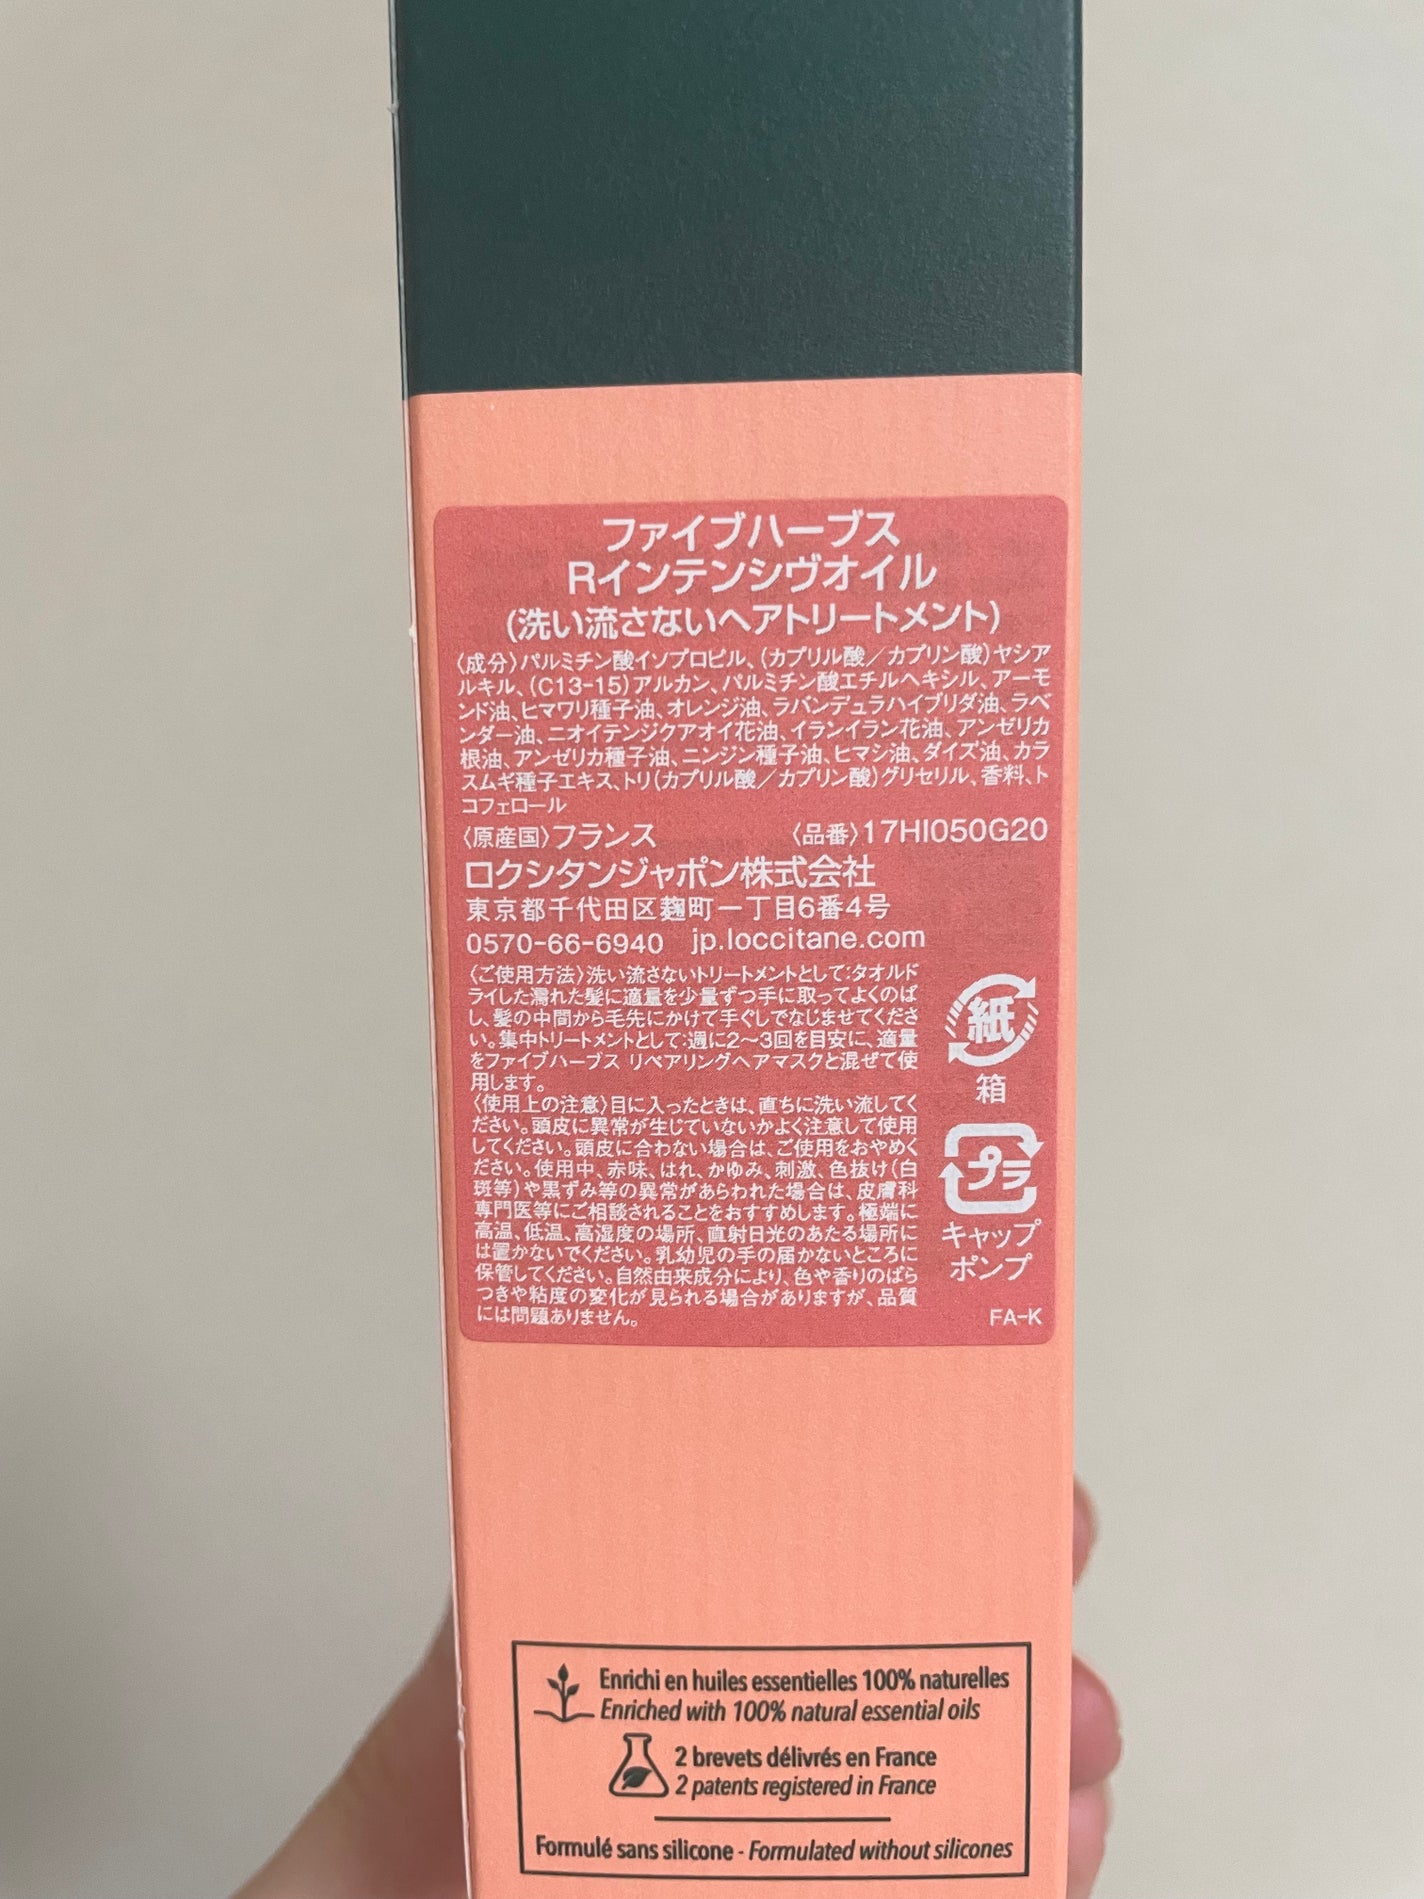 ファイブハーブス
Rインテンシヴオイル
(洗い流さないヘアトリートメント)
〈成分〉パルミチン酸イソプロピル、(カプリル酸／カプリン酸)ヤシア
ルキル、(C13-15)アルカン、パルミチン酸エチルヘキシル、アーモ
ンド油、ヒマワリ種子油、オレンジ油、ラバンデュラハイブリダ油、ラベ
ンダー油、ニオイテンジクアオイ花油、イランイラン花油、アンゼリカ
根油、アンゼリカ種子油、ニンジン種子油、ヒマシ油、ダイズ油、カラ
スムギ種子エキス、トリ(カプリル酸／カプリン酸)グリセリル、香料、ト
コフェロール
〈原産国〉フランス 〈品番〉17HI050G20
ロクシタンジャポン株式会社
東京都千代田区麹町一丁目6番4号
0570-66-6940 jp.loccitane.com
〈ご使用方法〉洗い流さないトリートメントとして:タオルド
ライした濡れた髪に適量を少量ずつ手に取ってよくのば
し、髪の中間から毛先にかけて手ぐしでなじませてくださ
い。集中トリートメントとして:週に2〜3回を目安に、適量
をファイブハーブス リペアリングヘアマスクと混ぜて使
用します。
〈使用上の注意〉目に入ったときは、直ちに洗い流してく
ださい。頭皮に異常が生じていないかよく注意して使用
してください。頭皮に合わない場合は、ご使用をおやめく
ださい。使用中、赤味、はれ、かゆみ、刺激、色抜け(白
斑等)や黒ずみ等の異常があらわれた場合は、皮膚科
専門医等にご相談されることをおすすめします。極端に
高温、低温、高湿度の場所、直射日光のあたる場所に
は置かないでください。乳幼児の手の届かないところに
保管してください。自然由来成分により、色や香りのばら
つきや粘度の変化が見られる場合がありますが、品質
には問題ありません。
紙
箱
プラ
キャップ
ポンプ
FA-K
Enrichi en huiles essentielles 100% naturelles
Enriched with 100% natural essential oils
2 brevets délivrés en France
2 patents registered in France
Formulé sans silicone - Formulated without silicones